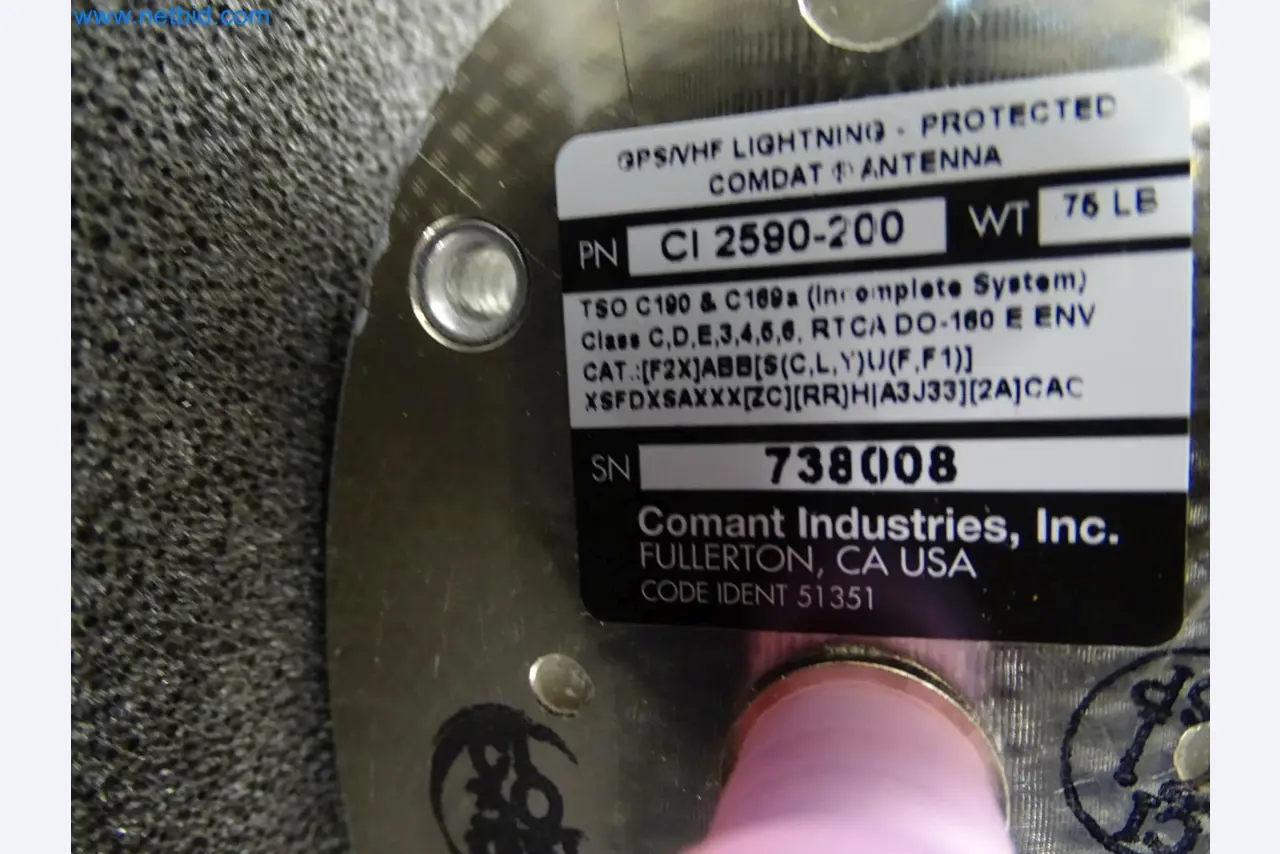 www.netbid.com
GPS/VHF LIGHTNING - PROTECTED
COMDAT ® ANTENNA
PN CI 2590-200 WT 75 LB
TSO C190 & C169a (Incomplete System)
Class C,D,E,3,4,5,6, RTCA DO-160 E ENV
CAT.:[F2X]ABB[S(C,L,Y)U(F,F1)]
XSFDXSAXXX[ZC][RR]H[A3J33][2A]CAC
SN 738008
Comant Industries, Inc.
FULLERTON, CA USA
CODE IDENT 51351